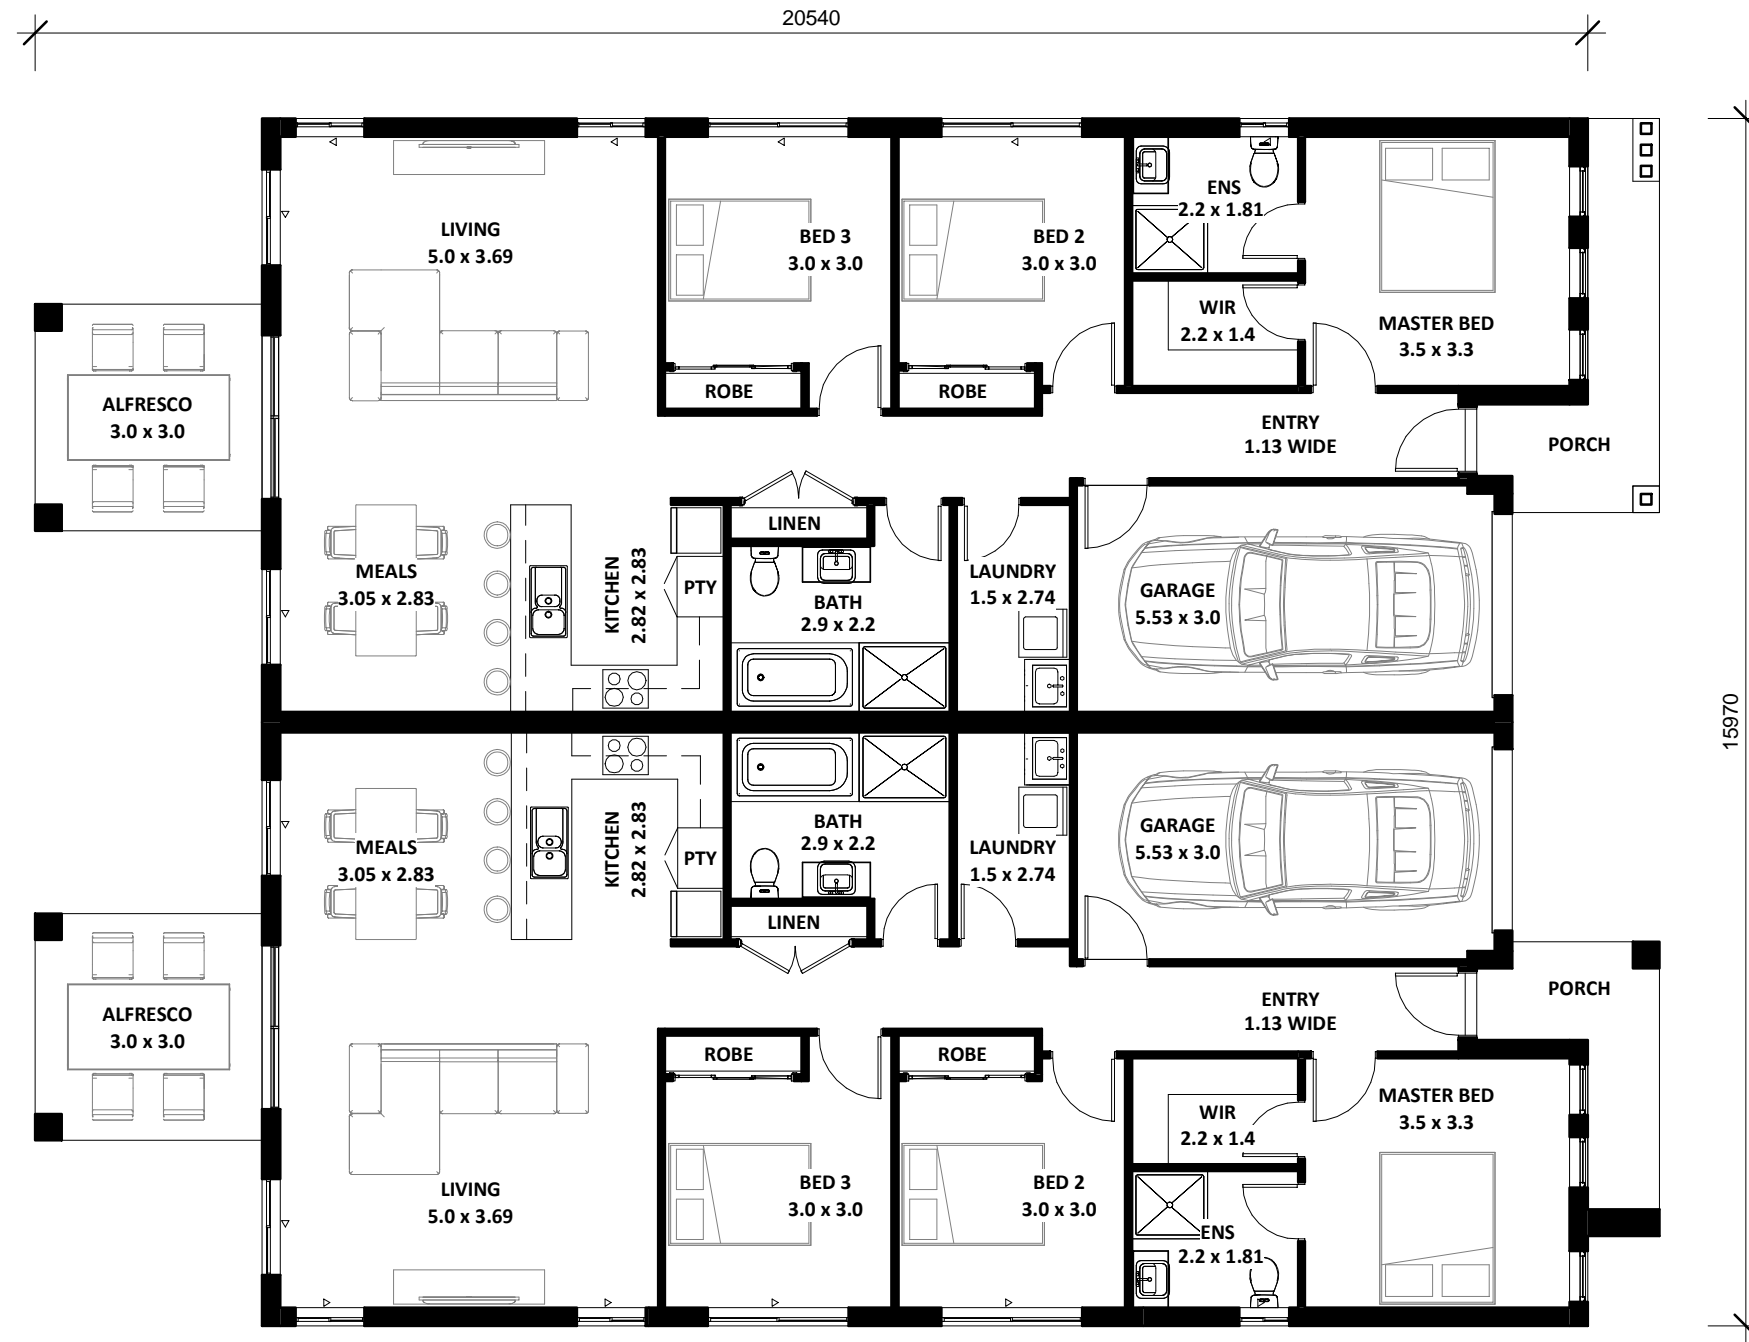 20540
ENS
2.2 x 1.81
LIVING
5.0 x 3.69
BED 3
3.0 x 3.0
BED 2
3.0 x 3.0
WIR
2.2 x 1.4
MASTER BED
3.5 x 3.3
ROBE
ROBE
ALFRESCO
3.0 x 3.0
ENTRY
1.13 WIDE
PORCH
LINEN
MEALS
3.05 x 2.83
KITCHEN
2.82 x 2.83
PTY
BATH
2.9 x 2.2
LAUNDRY
1.5 x 2.74
GARAGE
5.53 x 3.0
15970
MEALS
3.05 x 2.83
KITCHEN
2.82 x 2.83
PTY
BATH
2.9 x 2.2
LAUNDRY
1.5 x 2.74
GARAGE
5.53 x 3.0
LINEN
ALFRESCO
3.0 x 3.0
ENTRY
1.13 WIDE
PORCH
ROBE
ROBE
MASTER BED
3.5 x 3.3
WIR
2.2 x 1.4
LIVING
5.0 x 3.69
BED 3
3.0 x 3.0
BED 2
3.0 x 3.0
ENS
2.2 x 1.81